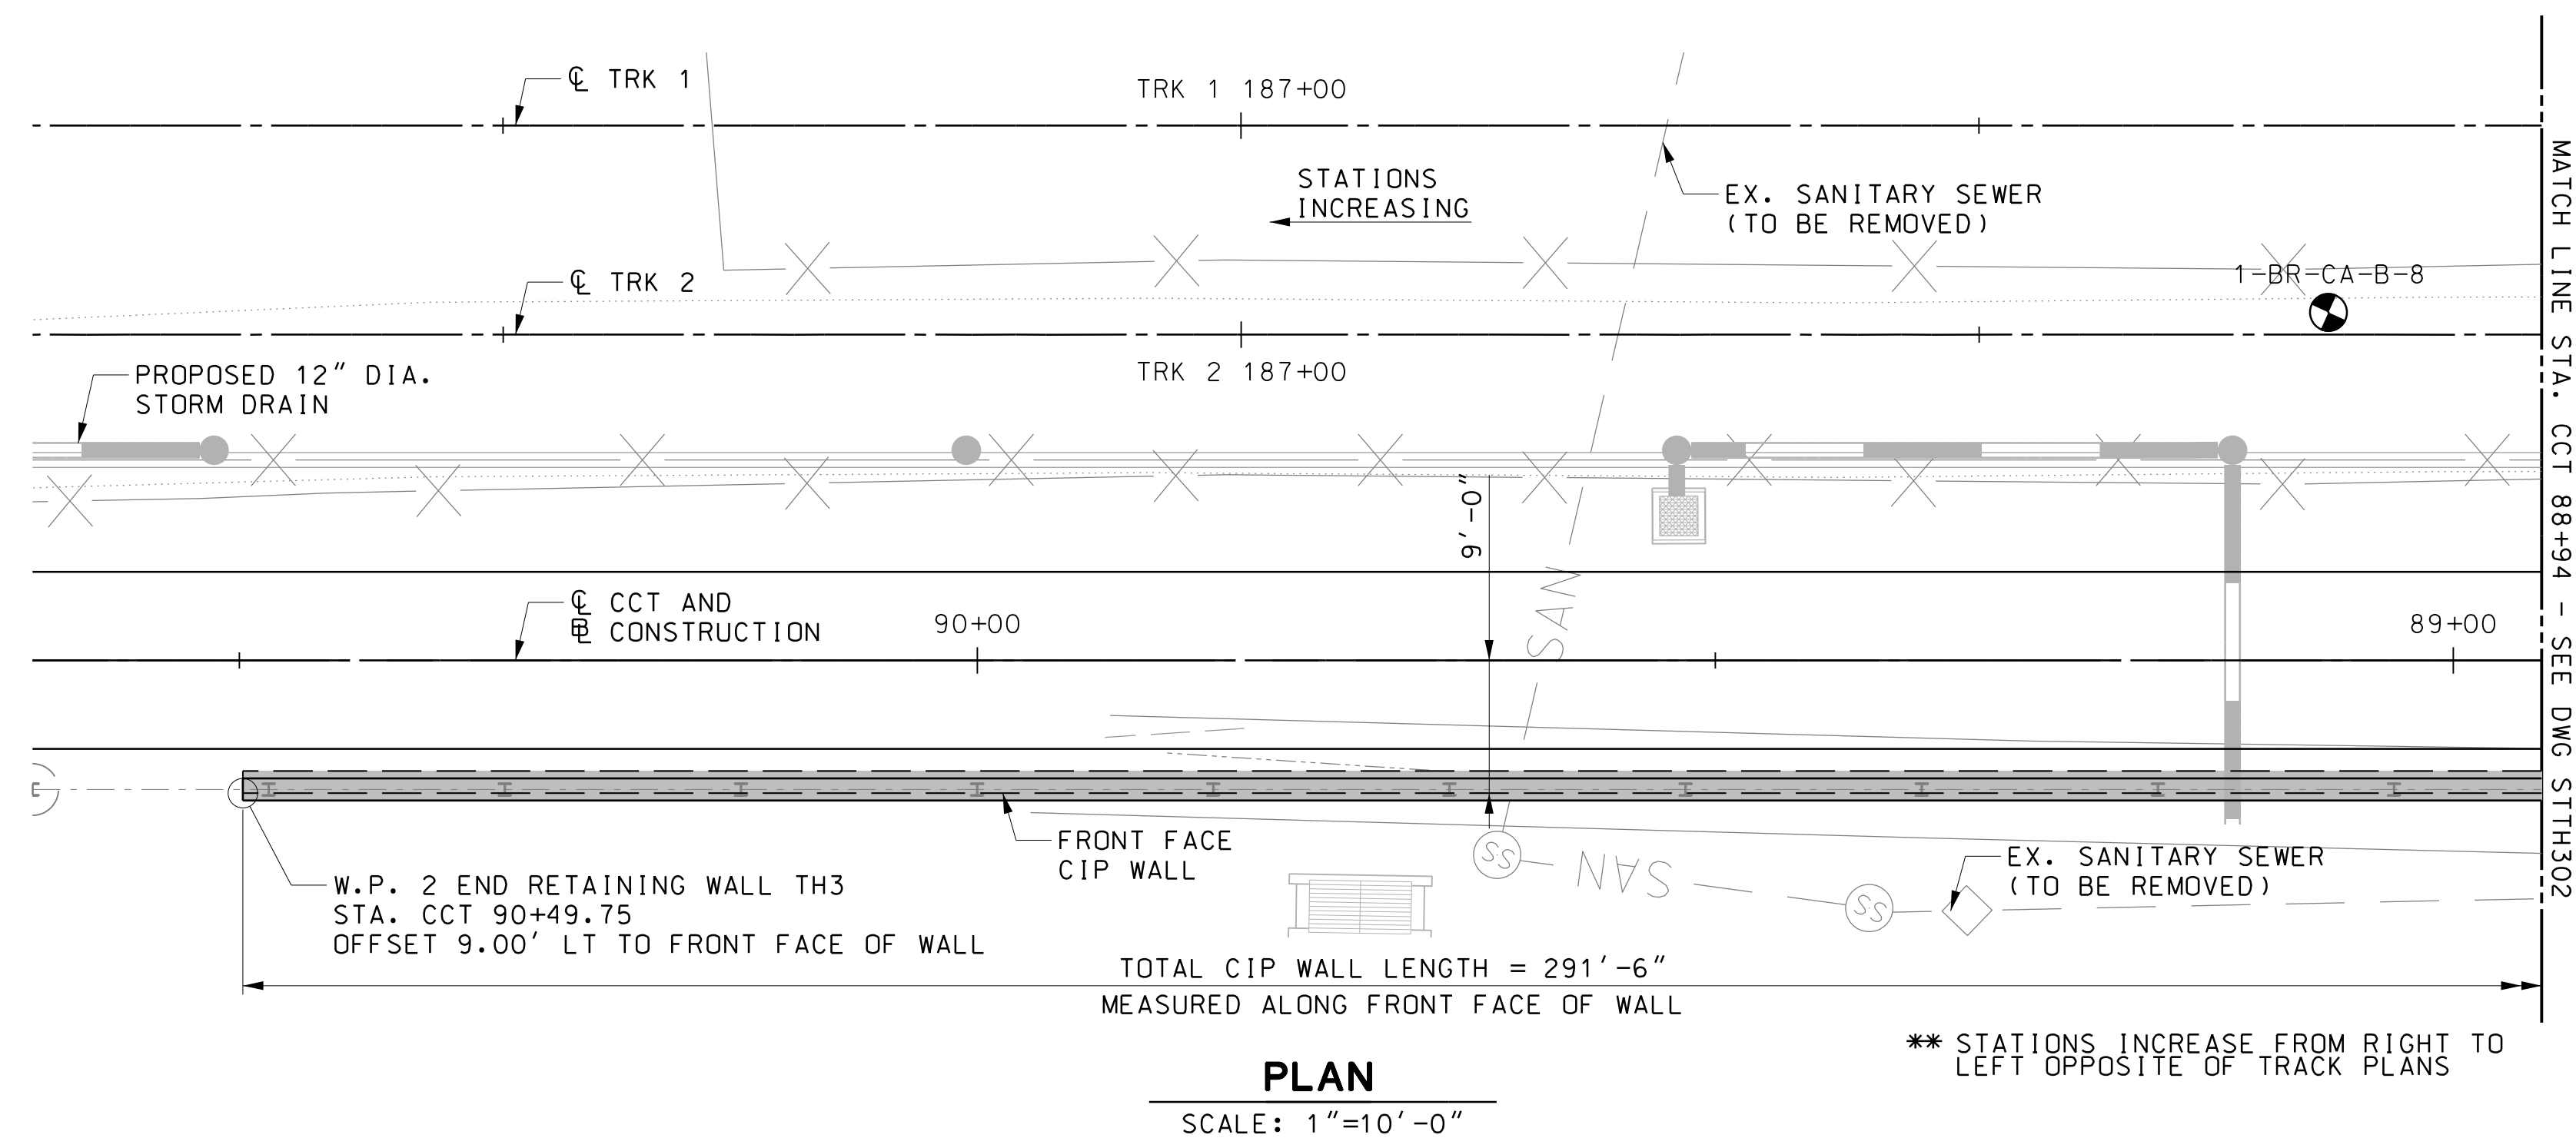 ℄ TRK 1
TRK 1 187+00
STATIONS
INCREASING
EX. SANITARY SEWER
(TO BE REMOVED)
℄ TRK 2
1-BR-CA-B-8
TRK 2 187+00
PROPOSED 12" DIA.
STORM DRAIN
9'-0"
SAN
℄ CCT AND
BL CONSTRUCTION
90+00
89+00
FRONT FACE
CIP WALL
SS
SAN
SS
EX. SANITARY SEWER
(TO BE REMOVED)
W.P. 2 END RETAINING WALL TH3
STA. CCT 90+49.75
OFFSET 9.00' LT TO FRONT FACE OF WALL
TOTAL CIP WALL LENGTH = 291'-6"
MEASURED ALONG FRONT FACE OF WALL
MATCH LINE STA. CCT 88+94 - SEE DWG STTH302
** STATIONS INCREASE FROM RIGHT TO
LEFT OPPOSITE OF TRACK PLANS
PLAN
SCALE: 1"=10'-0"